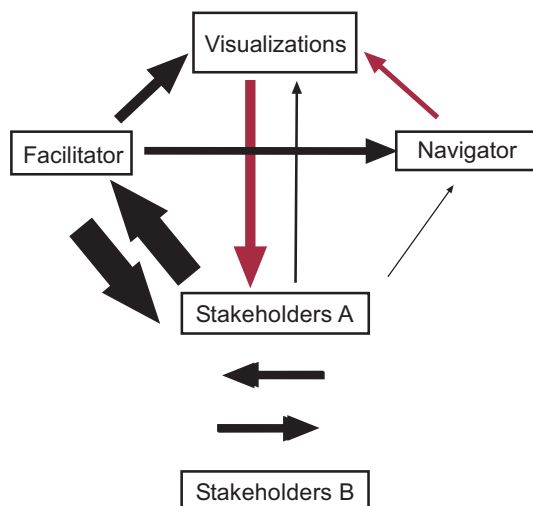 Visualizations
Facilitator
Navigator
Stakeholders A
Stakeholders B